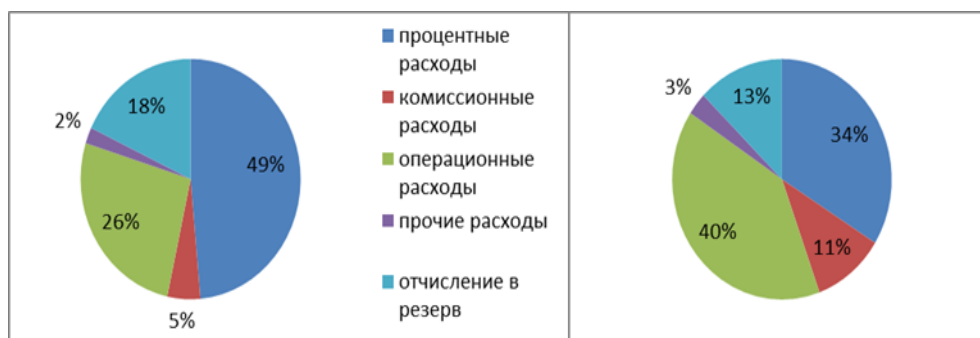 18%
2%
49%
26%
5%
процентные
расходы
комиссионные
расходы
операционные
расходы
прочие расходы
отчисление в
резерв
3%
13%
34%
40%
11%